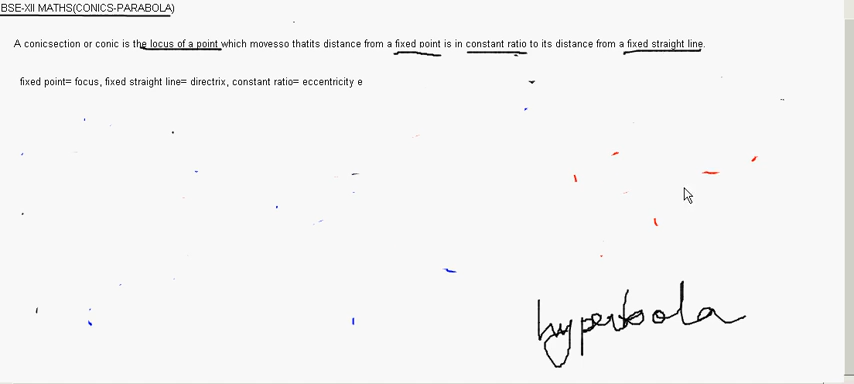 BSE-XII MATHS(CONICS-PARABOLA)
A conicsection or conic is the locus of a point which movesso thatits distance from a fixed point is in constant ratio to its distance from a fixed straight line.
fixed point= focus, fixed straight line= directrix, constant ratio= eccentricity e
hyperbola